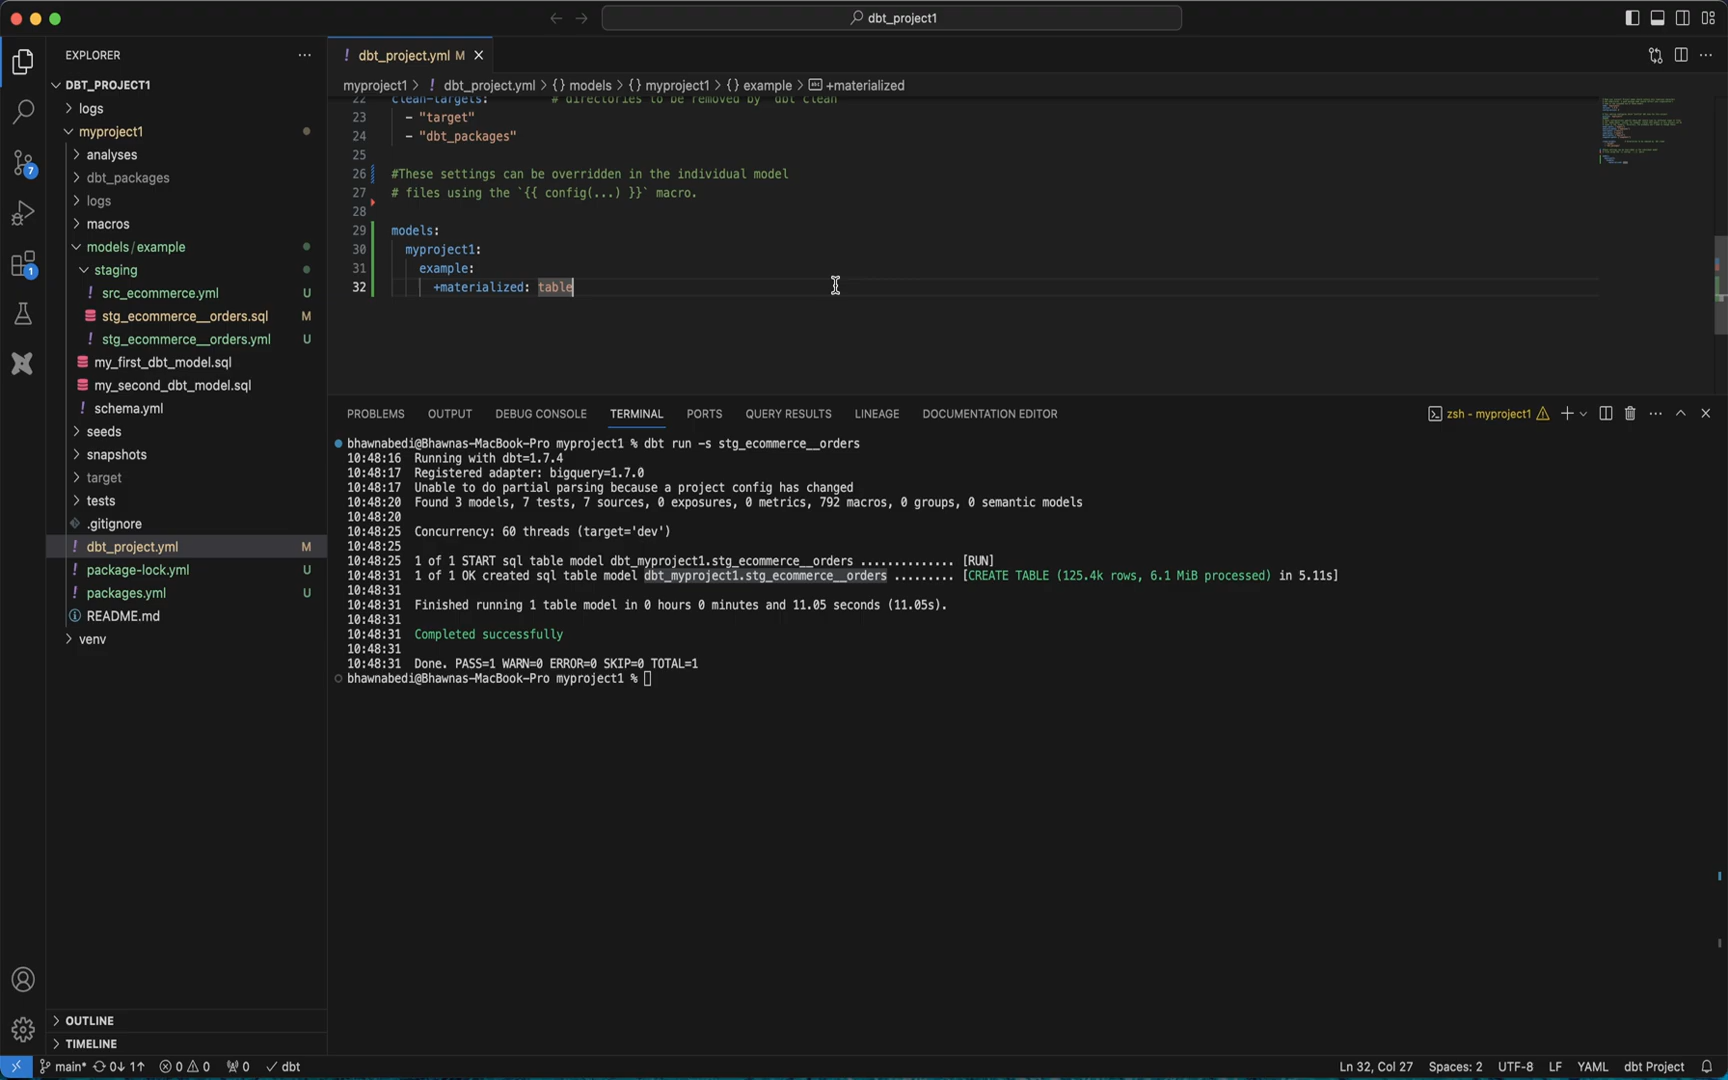 dbt_project1
EXPLORER
DBT_PROJECT1
logs
myproject1
analyses
dbt_packages
logs
macros
models / example
staging
src_ecommerce.yml U
stg_ecommerce__orders.sql M
stg_ecommerce__orders.yml U
my_first_dbt_model.sql
my_second_dbt_model.sql
schema.yml
seeds
snapshots
target
tests
.gitignore
dbt_project.yml M
package-lock.yml U
packages.yml U
README.md
venv
OUTLINE
TIMELINE
7
1
! dbt_project.yml M
myproject1 > ! dbt_project.yml > {} models > {} myproject1 > {} example > +materialized
22 clean-targets: # directories to be removed by `dbt clean`
23 - "target"
24 - "dbt_packages"
25
26 #These settings can be overridden in the individual model
27 # files using the `{{ config(...) }}` macro.
28
29 models:
30 myproject1:
31 example:
32 +materialized: table
PROBLEMS OUTPUT DEBUG CONSOLE TERMINAL PORTS QUERY RESULTS LINEAGE DOCUMENTATION EDITOR zsh - myproject1
bhawnabedi@Bhawnas-MacBook-Pro myproject1 % dbt run -s stg_ecommerce__orders
10:48:16 Running with dbt=1.7.4
10:48:17 Registered adapter: bigquery=1.7.0
10:48:17 Unable to do partial parsing because a project config has changed
10:48:20 Found 3 models, 7 tests, 7 sources, 0 exposures, 0 metrics, 792 macros, 0 groups, 0 semantic models
10:48:20
10:48:25 Concurrency: 60 threads (target='dev')
10:48:25
10:48:25 1 of 1 START sql table model dbt_myproject1.stg_ecommerce__orders .............. [RUN]
10:48:31 1 of 1 OK created sql table model dbt_myproject1.stg_ecommerce__orders ......... [CREATE TABLE (125.4k rows, 6.1 MiB processed) in 5.11s]
10:48:31
10:48:31 Finished running 1 table model in 0 hours 0 minutes and 11.05 seconds (11.05s).
10:48:31
10:48:31 Completed successfully
10:48:31
10:48:31 Done. PASS=1 WARN=0 ERROR=0 SKIP=0 TOTAL=1
bhawnabedi@Bhawnas-MacBook-Pro myproject1 %
main* 0↓ 1↑ 0 0 0 dbt Ln 32, Col 27 Spaces: 2 UTF-8 LF YAML dbt Project